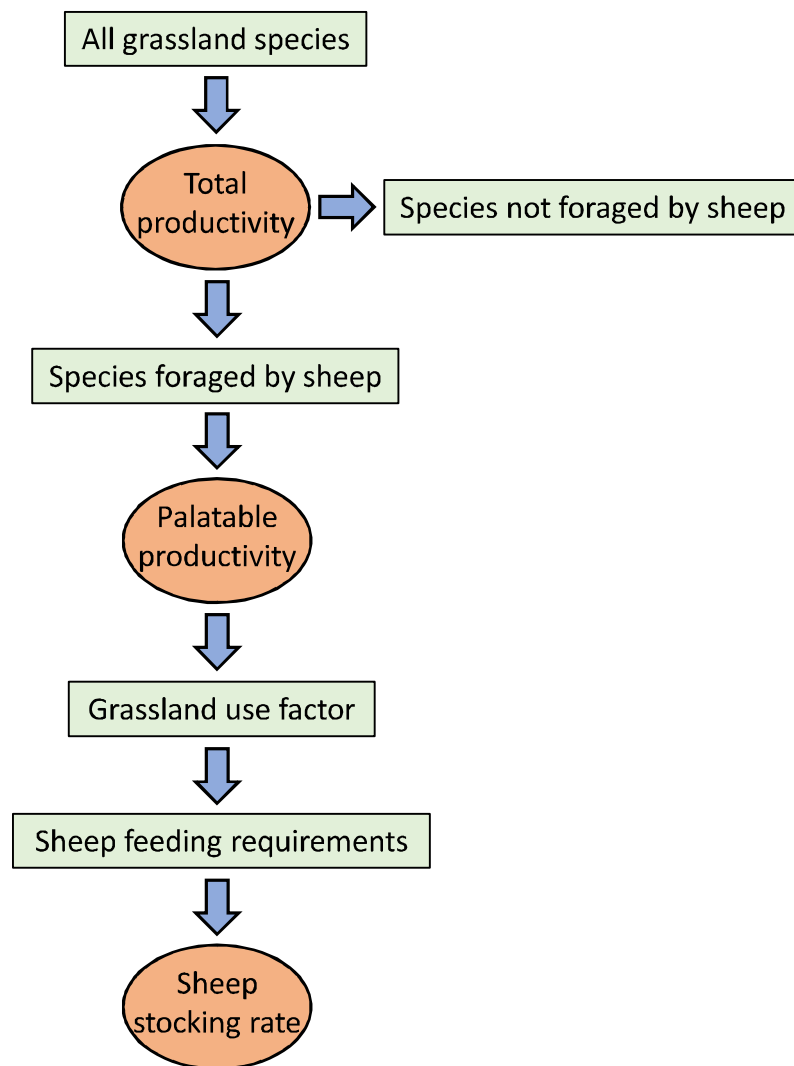 All grassland species
Total
productivity
Species not foraged by sheep
Species foraged by sheep
Palatable
productivity
Grassland use factor
Sheep feeding requirements
Sheep
stocking rate